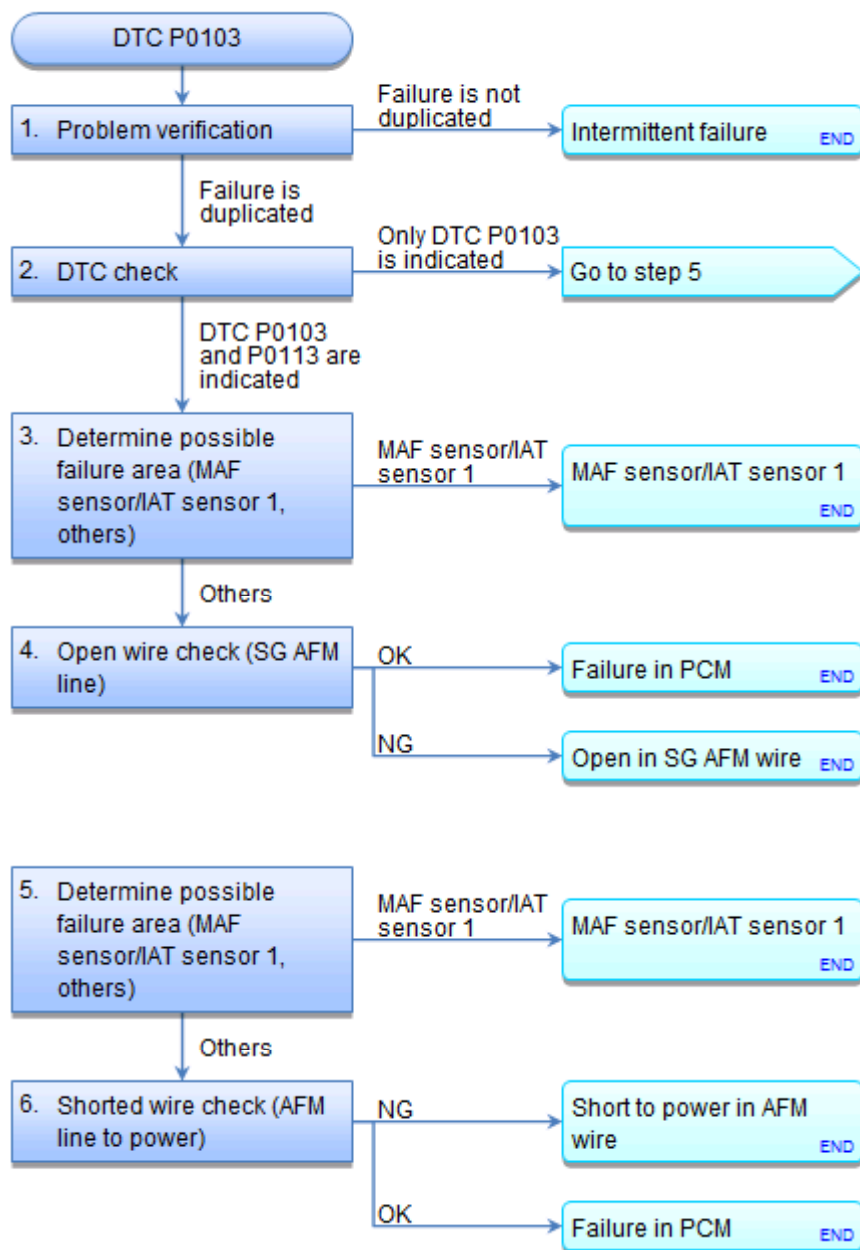 DTC P0103
Failure is not
duplicated
1. Problem verification
Intermittent failure
END
Failure is
duplicated
Only DTC P0103
is indicated
2. DTC check
Go to step 5
DTC P0103
and P0113 are
indicated
3. Determine possible
failure area (MAF
sensor/IAT sensor 1,
others)
MAF sensor/IAT
sensor 1
MAF sensor/IAT sensor 1
END
Others
4. Open wire check (SG AFM
line)
OK
Failure in PCM
END
NG
Open in SG AFM wire
END
5. Determine possible
failure area (MAF
sensor/IAT sensor 1,
others)
MAF sensor/IAT
sensor 1
MAF sensor/IAT sensor 1
END
Others
6. Shorted wire check (AFM
line to power)
NG
Short to power in AFM
wire
END
OK
Failure in PCM
END